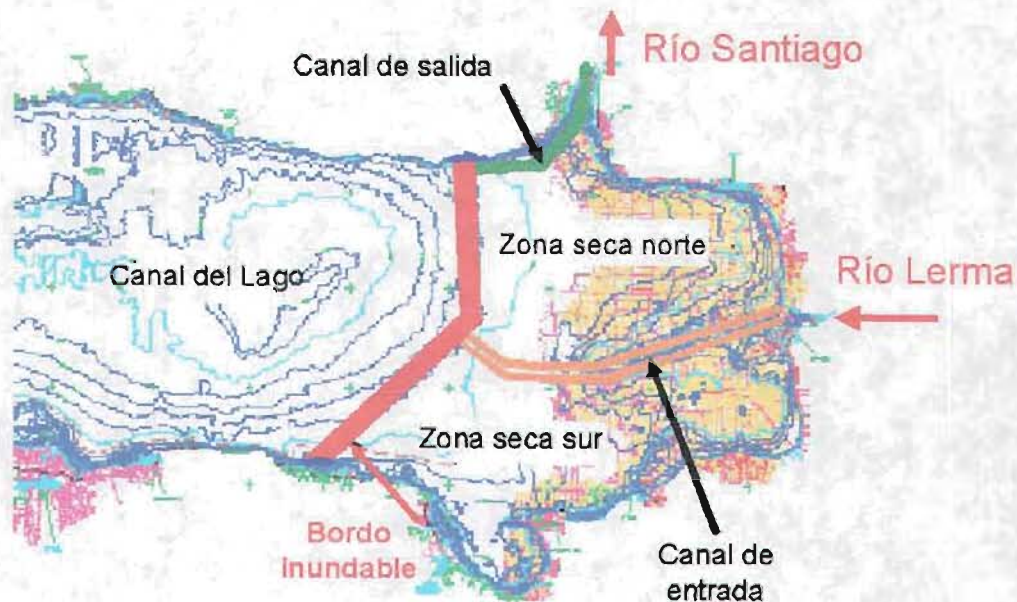 Río Santiago
Canal de salida
Zona seca norte
Canal del Lago
Río Lerma
Zona seca sur
Bordo
inundable
Canal de
entrada